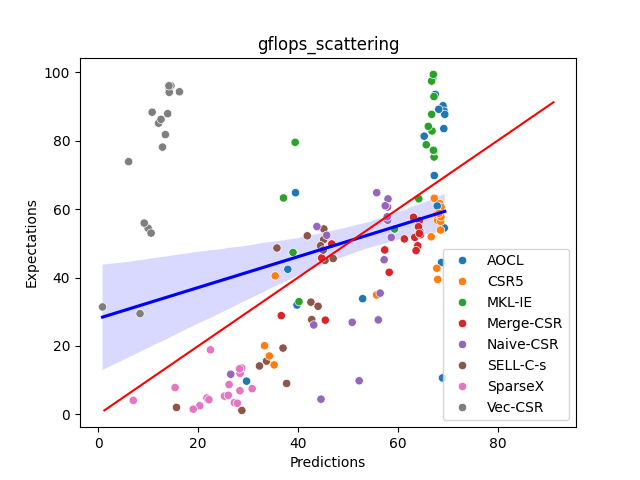 gflops_scattering
100
80
60
40
20
0
Expectations
0 20 40 60 80
Predictions
AOCL
CSR5
MKL-IE
Merge-CSR
Naive-CSR
SELL-C-s
SparseX
Vec-CSR